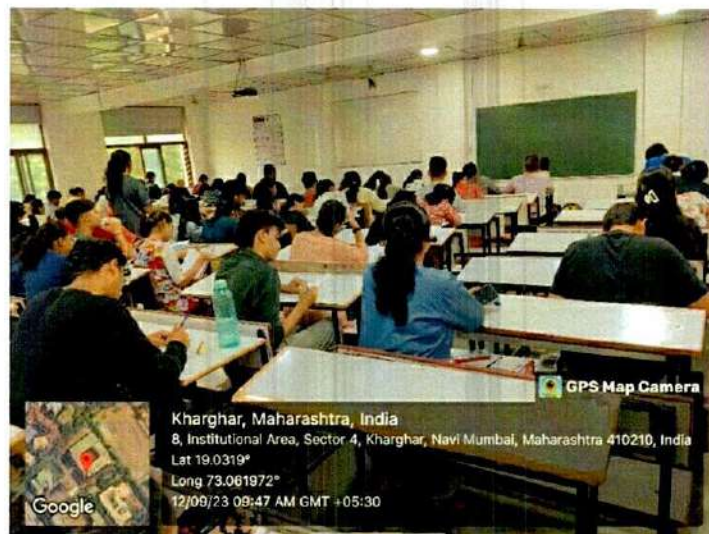 GPS Map Camera
Kharghar, Maharashtra, India
8, Institutional Area, Sector 4, Kharghar, Navi Mumbai, Maharashtra 410210, India
Lat 19.0319°
Long 73.061972°
12/09/23 09:47 AM GMT +05:30
Google